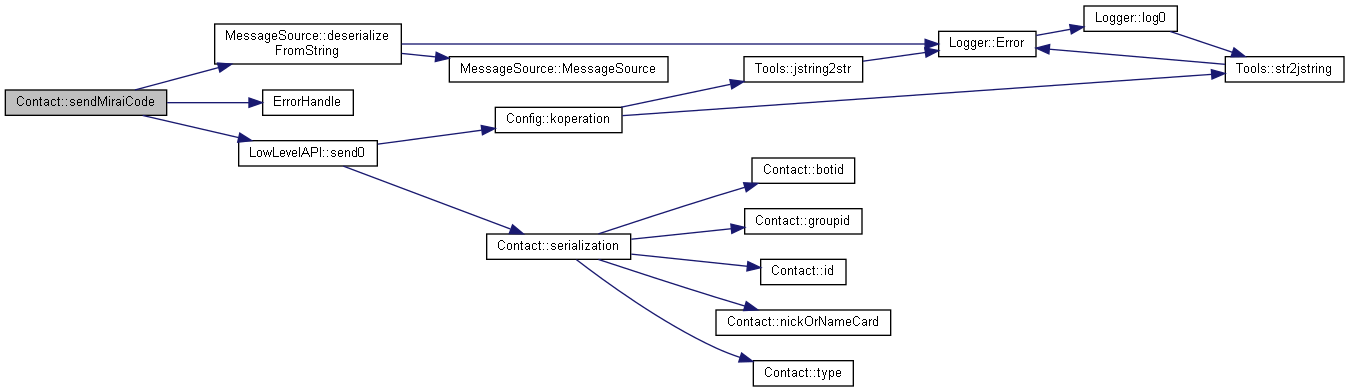 Contact::sendMiraiCode
MessageSource::deserialize
FromString
ErrorHandle
LowLevelAPI::send0
MessageSource::MessageSource
Config::koperation
Contact::serialization
Tools::jstring2str
Contact::botid
Contact::groupid
Contact::id
Contact::nickOrNameCard
Contact::type
Logger::Error
Logger::log0
Tools::str2jstring